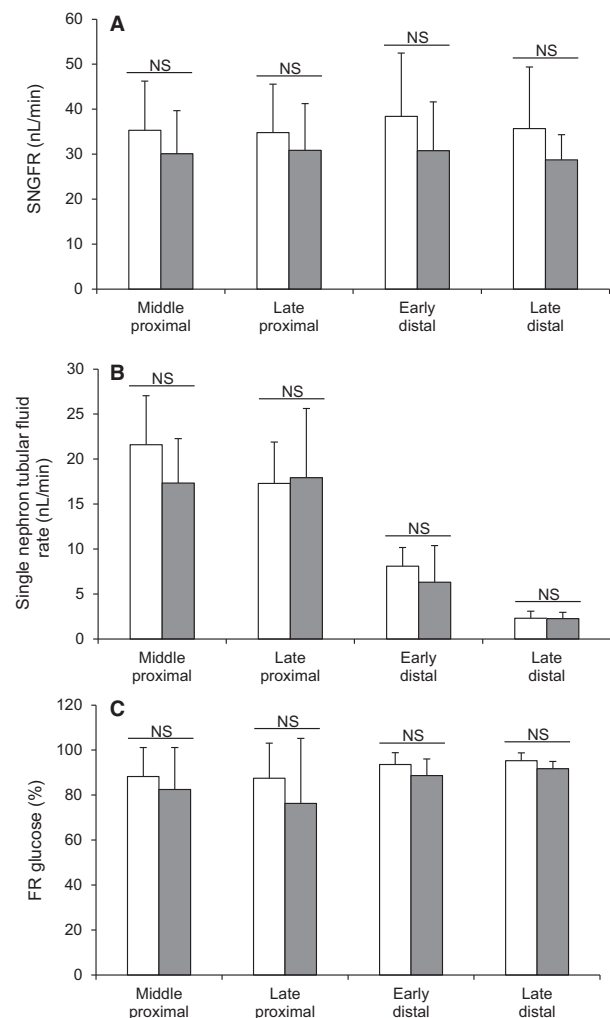 A
60
50
40
30
20
10
0
SNGFR (nL/min)
NS NS NS NS
Middle proximal
Late proximal
Early distal
Late distal
B
30
25
20
15
10
5
0
Single nephron tubular fluid
rate (nL/min)
NS NS NS NS
Middle proximal
Late proximal
Early distal
Late distal
C
120
100
80
60
40
20
0
FR glucose (%)
NS NS NS NS
Middle proximal
Late proximal
Early distal
Late distal